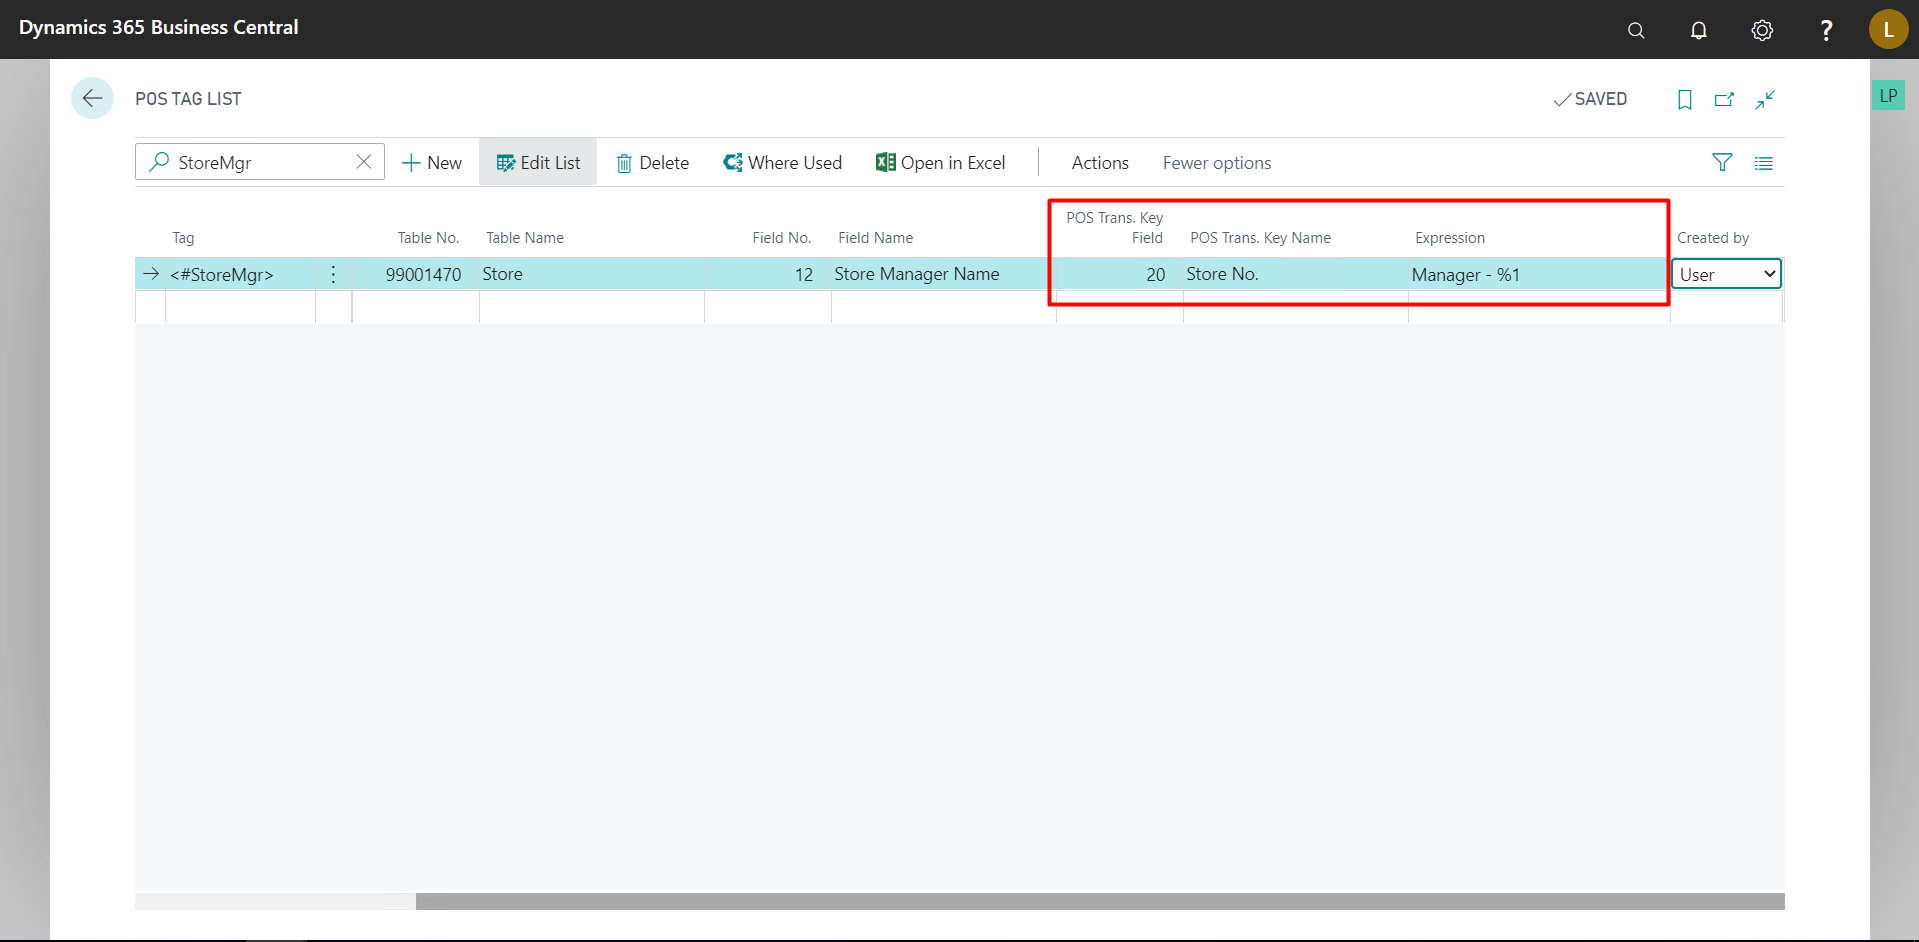 Dynamics 365 Business Central
?
L
POS TAG LIST
SAVED
LP
StoreMgr
New
Edit List
Delete
Where Used
Open in Excel
Actions
Fewer options
Tag
Table No.
Table Name
Field No.
Field Name
POS Trans. Key
Field
POS Trans. Key Name
Expression
Created by
<#StoreMgr>
99001470
Store
12
Store Manager Name
20
Store No.
Manager - %1
User